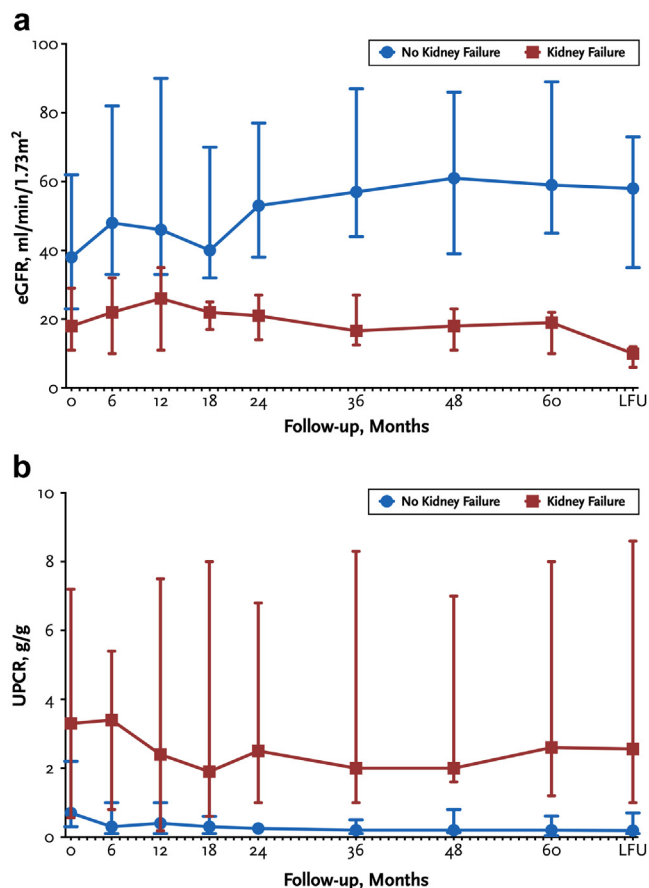 a
100
80
60
40
20
0
eGFR, ml/min/1.73m²
No Kidney Failure Kidney Failure
0 6 12 18 24 36 48 60 LFU
Follow-up, Months
b
10
8
6
4
2
0
UPCR, g/g
No Kidney Failure Kidney Failure
0 6 12 18 24 36 48 60 LFU
Follow-up, Months